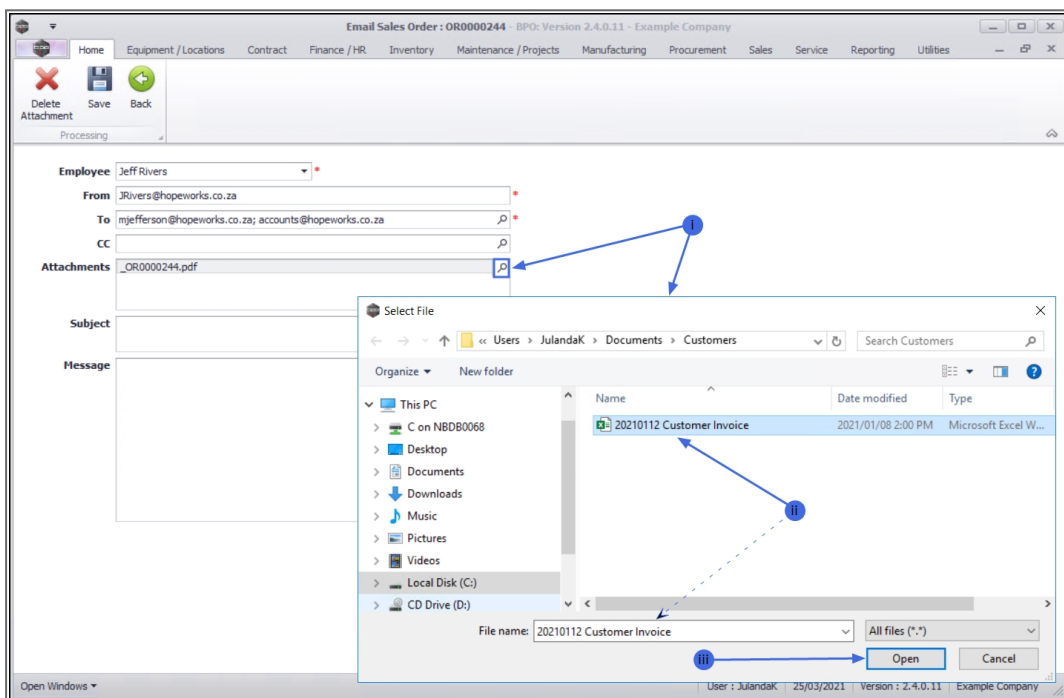 Email Sales Order : OR0000244 - BPO: Version 2.4.0.11 - Example Company
Home Equipment / Locations Contract Finance / HR Inventory Maintenance / Projects Manufacturing Procurement Sales Service Reporting Utilities
Delete Attachment
Save
Back
Processing
Employee Jeff Rivers *
From JRivers@hopeworks.co.za *
To mjefferson@hopeworks.co.za; accounts@hopeworks.co.za *
CC
i
Attachments _OR0000244.pdf
Subject
Message
Select File
« Users › JulandaK › Documents › Customers
Search Customers
Organize New folder
Name Date modified Type
This PC
20210112 Customer Invoice 2021/01/08 2:00 PM Microsoft Excel W...
C on NBDB0068
Desktop
Documents
Downloads
Music
Pictures
Videos
Local Disk (C:)
CD Drive (D:)
ii
File name: 20210112 Customer Invoice All files (*.*)
iii
Open Cancel
Open Windows User : JulandaK 25/03/2021 Version : 2.4.0.11 Example Company